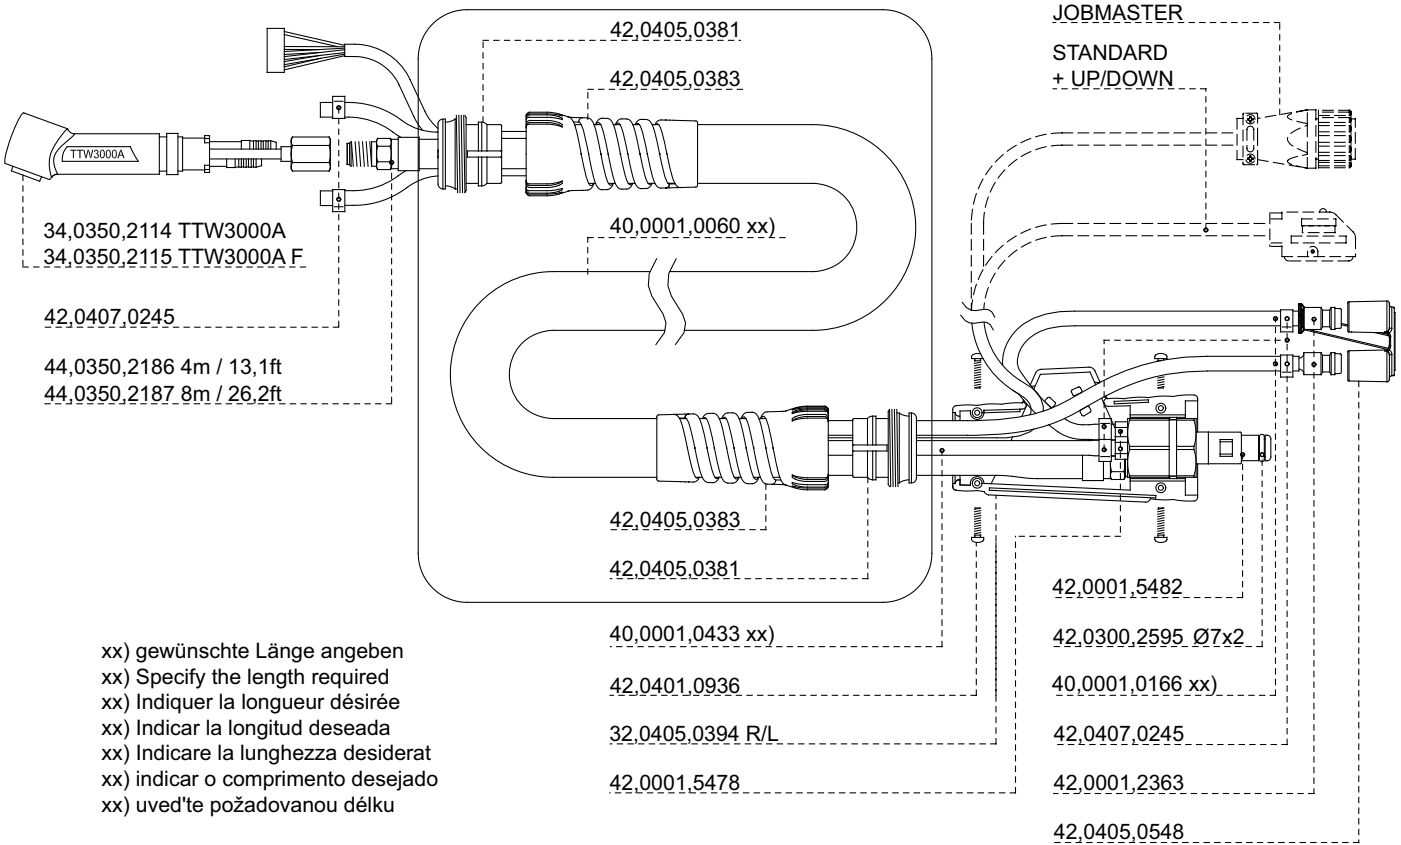 42,0405,0381
42,0405,0383
JOBMASTER
STANDARD
+ UP/DOWN
TTW3000A
34,0350,2114 TTW3000A
34,0350,2115 TTW3000A F
42,0407,0245
44,0350,2186 4m / 13,1ft
44,0350,2187 8m / 26,2ft
40,0001,0060 xx)
42,0405,0383
42,0405,0381
40,0001,0433 xx)
42,0401,0936
32,0405,0394 R/L
42,0001,5478
42,0001,5482
42,0300,2595 Ø7x2
40,0001,0166 xx)
42,0407,0245
42,0001,2363
42,0405,0548
xx) gewünschte Länge angeben
xx) Specify the length required
xx) Indiquer la longueur désirée
xx) Indicar la longitud deseada
xx) Indicare la lunghezza desiderat
xx) indicar o comprimento desejado
xx) uved'te požadovanou délku